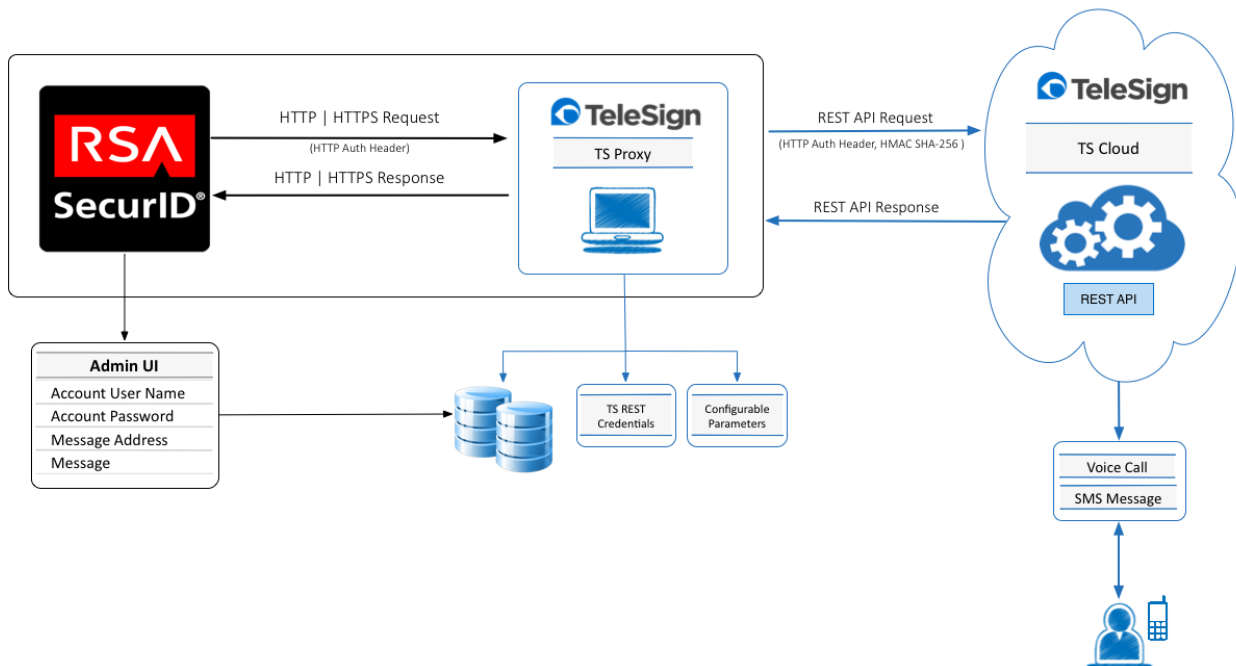 RSA
SecurID®
HTTP | HTTPS Request
(HTTP Auth Header)
HTTP | HTTPS Response
TeleSign
TS Proxy
REST API Request
(HTTP Auth Header, HMAC SHA-256 )
REST API Response
TeleSign
TS Cloud
REST API
Admin UI
Account User Name
Account Password
Message Address
Message
TS REST
Credentials
Configurable
Parameters
Voice Call
SMS Message